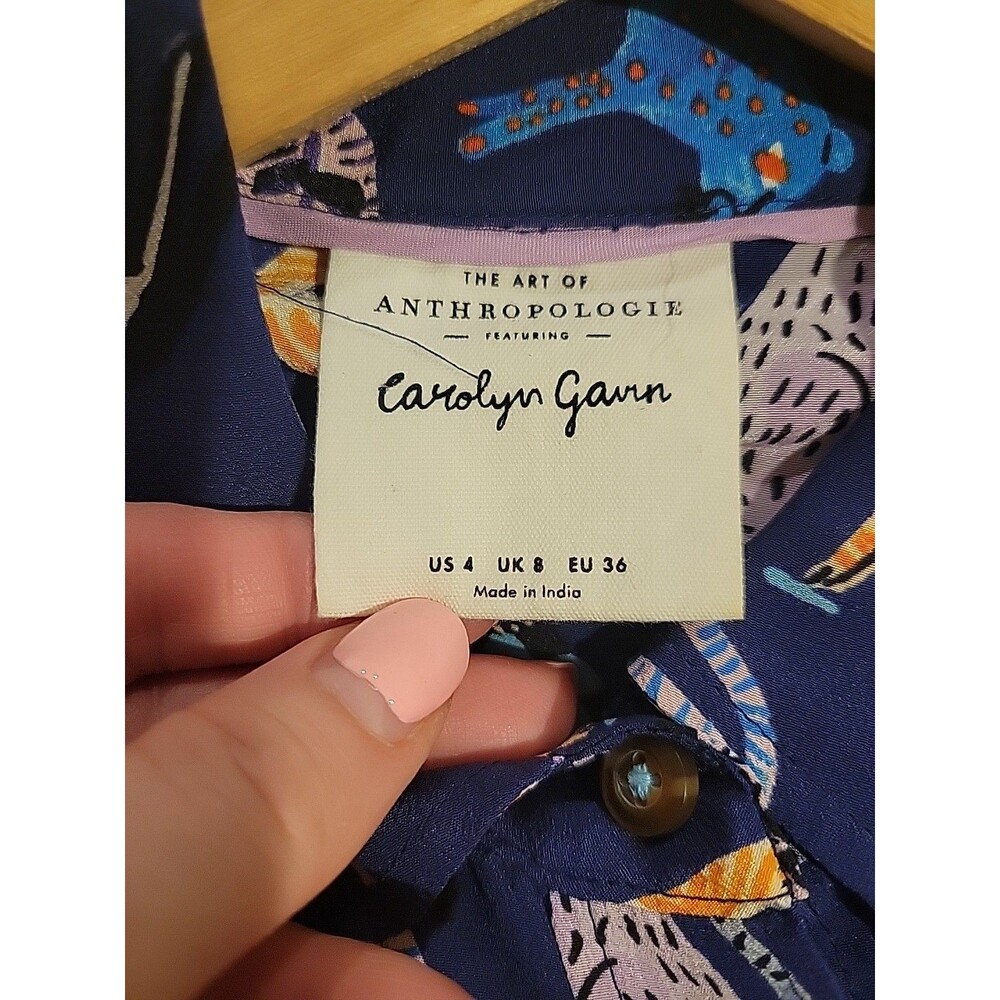 THE ART OF
ANTHROPOLOGIE
— FEATURING —
Carolyn Gavin
US 4 UK 8 EU 36
Made in India